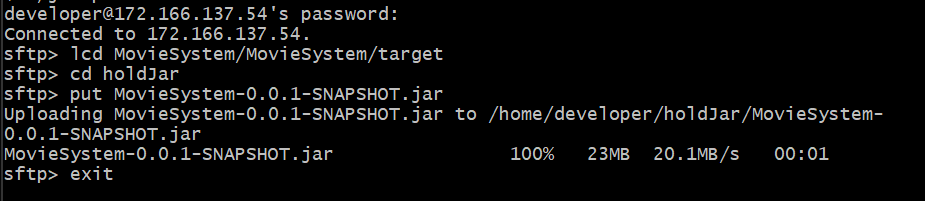 developer@172.166.137.54's password:
Connected to 172.166.137.54.
sftp> lcd MovieSystem/MovieSystem/target
sftp> cd holdJar
sftp> put MovieSystem-0.0.1-SNAPSHOT.jar
Uploading MovieSystem-0.0.1-SNAPSHOT.jar to /home/developer/holdJar/MovieSystem-
0.0.1-SNAPSHOT.jar
MovieSystem-0.0.1-SNAPSHOT.jar                100%   23MB  20.1MB/s   00:01
sftp> exit